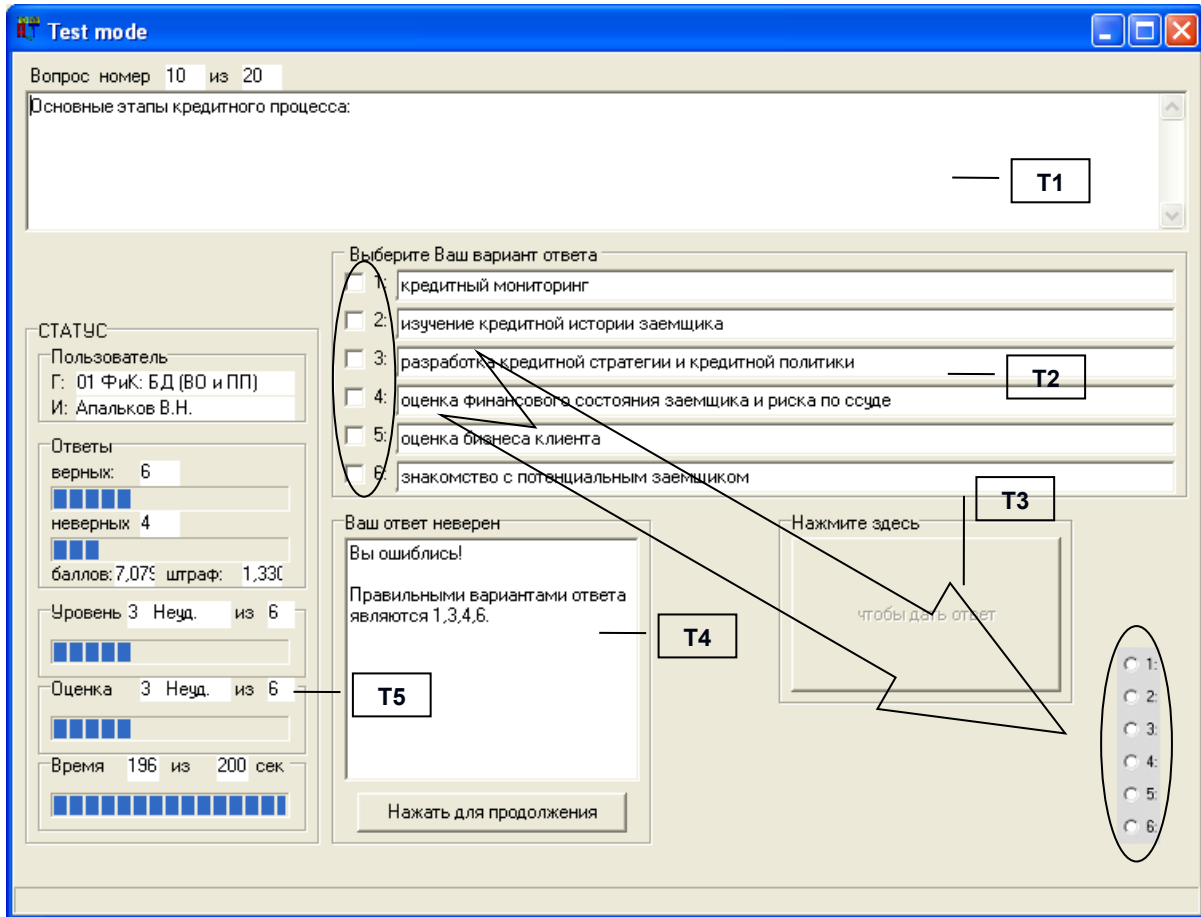 Test mode
Вопрос номер 10 из 20
Основные этапы кредитного процесса:
T1
Выберите Ваш вариант ответа
1: кредитный мониторинг
2: изучение кредитной истории заемщика
3: разработка кредитной стратегии и кредитной политики
4: оценка финансового состояния заемщика и риска по ссуде
5: оценка бизнеса клиента
6: знакомство с потенциальным заемщиком
T2
T3
СТАТУС
Пользователь
Г: 01 ФиК: БД (ВО и ПП)
И: Апальков В.Н.
Ответы
верных: 6
неверных 4
баллов: 7,079 штраф: 1,330
Уровень 3 Неуд. из 6
Оценка 3 Неуд. из 6
T5
Время 196 из 200 сек
Ваш ответ неверен
Вы ошиблись!
Правильными вариантами ответа
являются 1,3,4,6.
T4
Нажать для продолжения
Нажмите здесь
чтобы дать ответ
1:
2:
3:
4:
5:
6: